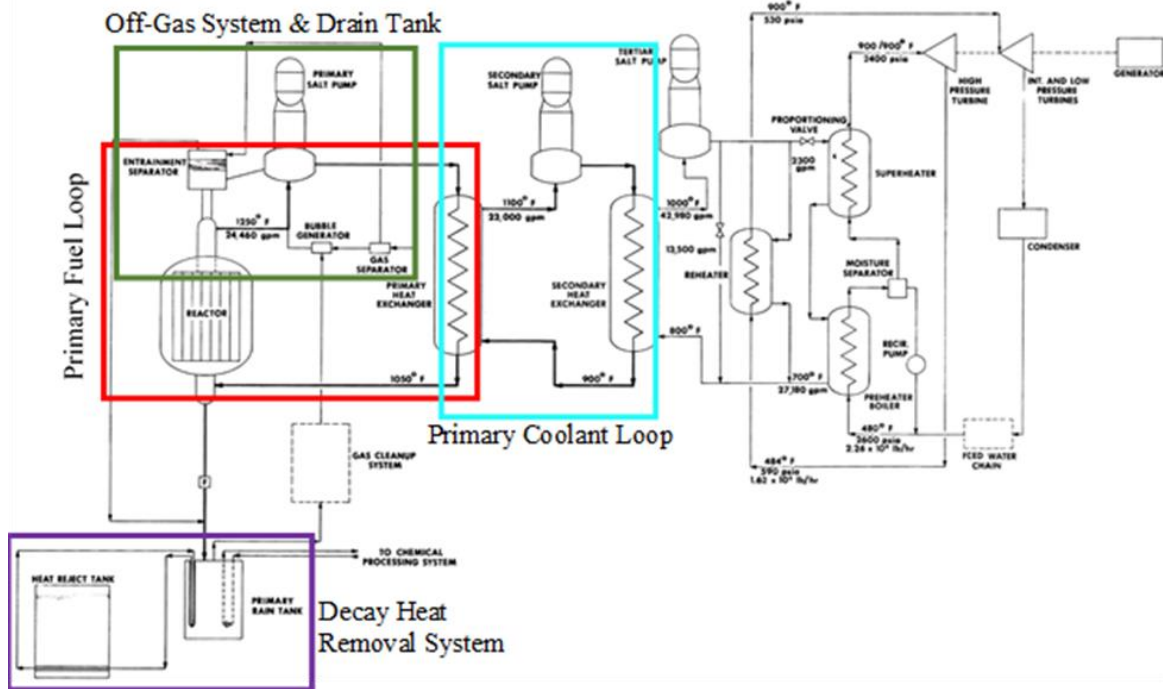 Off-Gas System & Drain Tank
PRIMARY
SALT PUMP
SECONDARY
SALT PUMP
TERTIARY
SALT PUMP
900° F
530 psia
900/900° F
2400 psia
HIGH
PRESSURE
TURBINE
INT. AND LOW
PRESSURE
TURBINES
GENERATOR
Primary Fuel Loop
ENTRAINMENT
SEPARATOR
1250° F
24,460 gpm
BUBBLE
GENERATOR
GAS
SEPARATOR
REACTOR
PRIMARY
HEAT
EXCHANGER
1050° F
1100° F
23,000 gpm
SECONDARY
HEAT
EXCHANGER
900° F
Primary Coolant Loop
1000° F
42,980 gpm
800° F
PROPORTIONING
VALVE
2300
gpm
13,500 gpm
REHEATER
SUPERHEATER
MOISTURE
SEPARATOR
RECIR.
PUMP
PREHEATER
BOILER
700° F
27,180 gpm
CONDENSER
480° F
2600 psia
FEED WATER
CHAIN
484° F
590 psia
GAS CLEANUP
SYSTEM
TO CHEMICAL
PROCESSING SYSTEM
HEAT REJECT TANK
PRIMARY
RAIN TANK
Decay Heat
Removal System